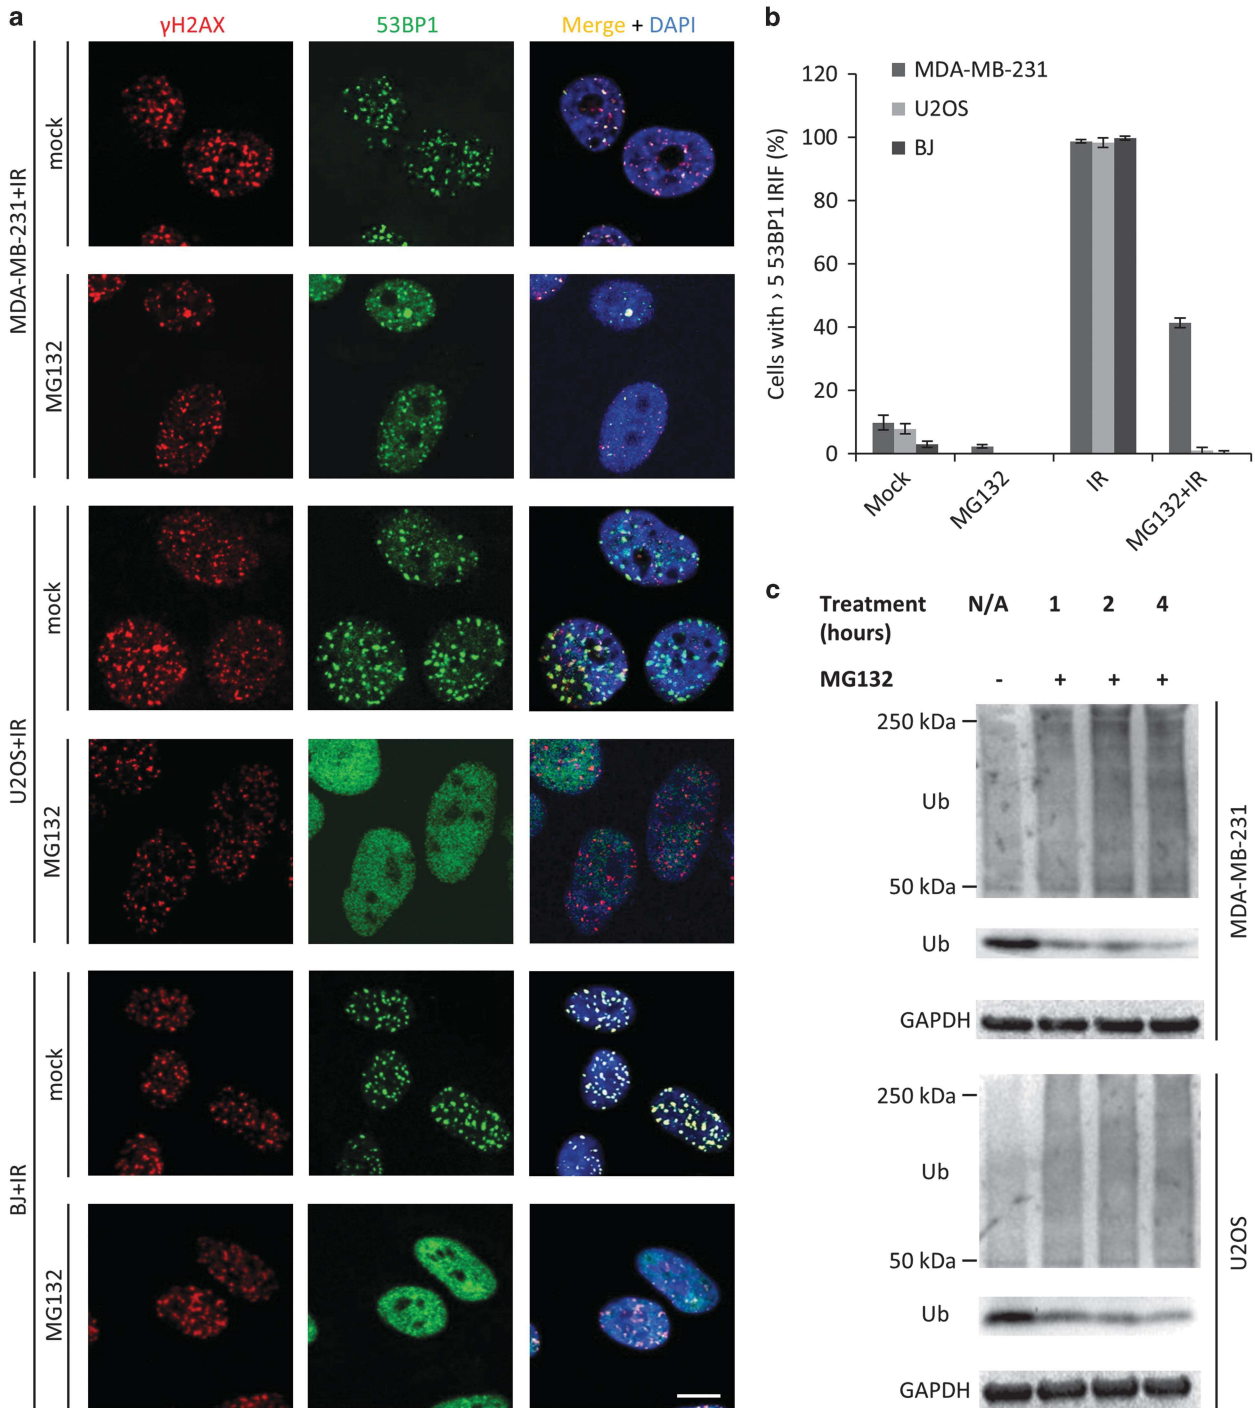 a
γH2AX
53BP1
Merge + DAPI
MDA-MB-231+IR
mock
MG132
U2OS+IR
mock
MG132
BJ+IR
mock
MG132
b
MDA-MB-231
U2OS
BJ
Cells with › 5 53BP1 IRIF (%)
120
100
80
60
40
20
0
Mock
MG132
IR
MG132+IR
c
Treatment N/A 1 2 4
(hours)
MG132 - + + +
250 kDa
Ub
50 kDa
Ub
GAPDH
MDA-MB-231
250 kDa
Ub
50 kDa
Ub
GAPDH
U2OS